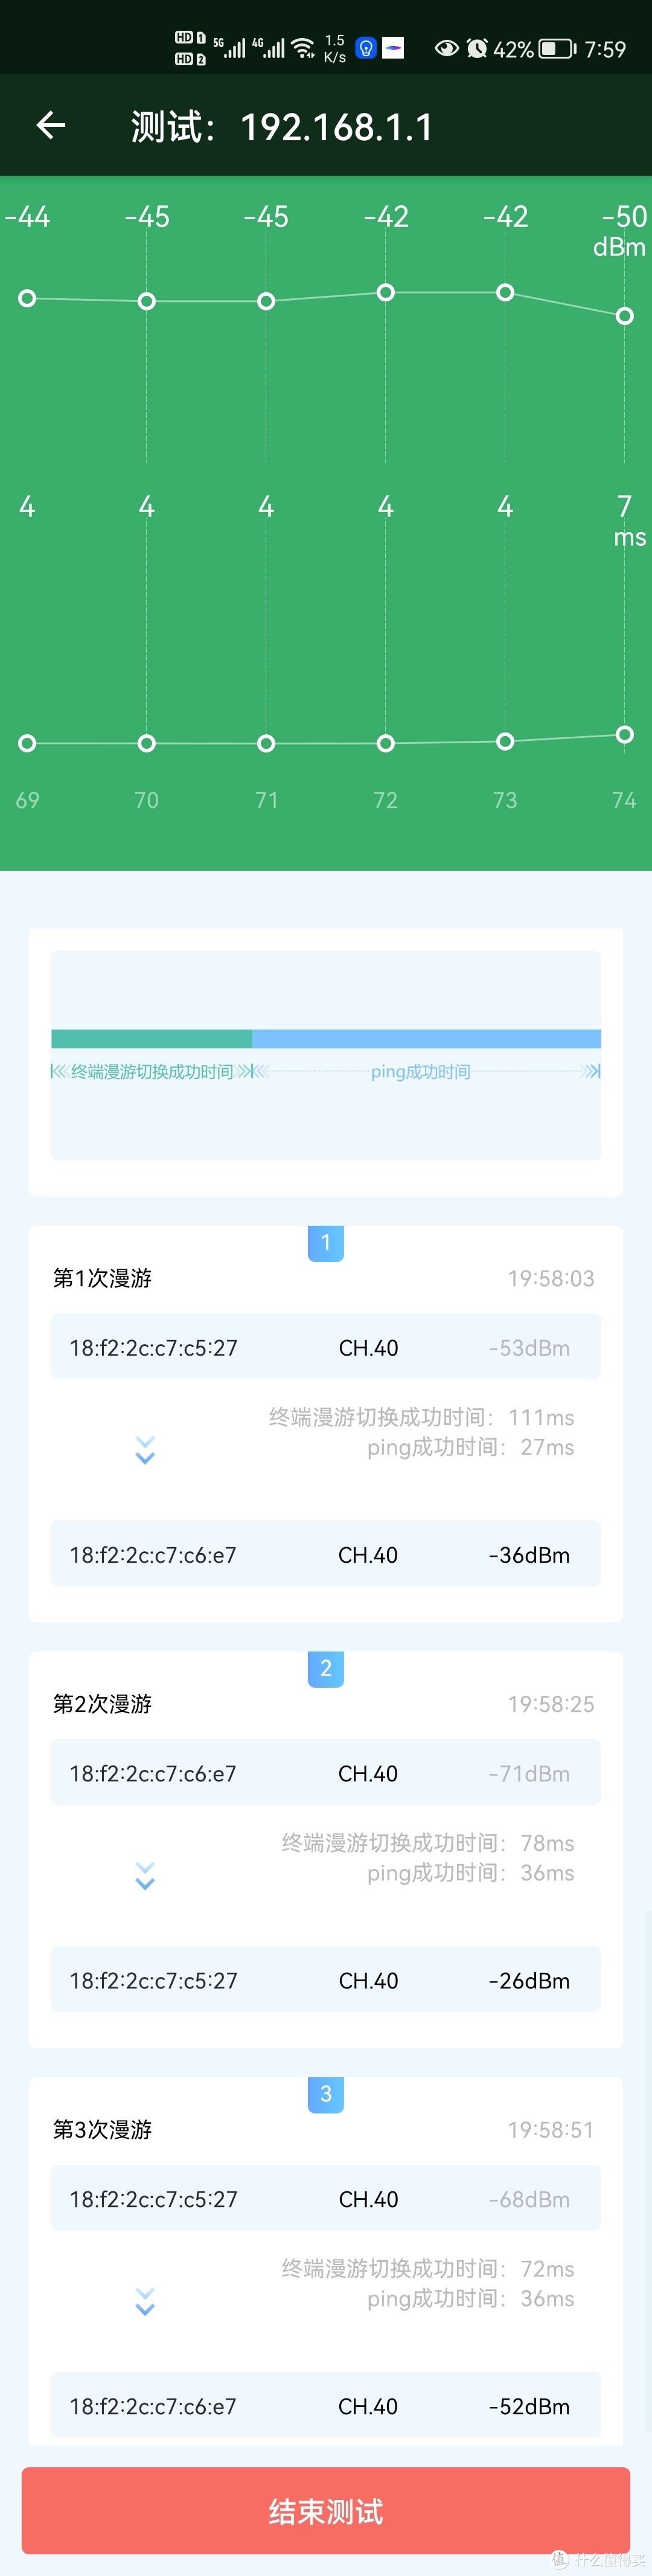 HD 1 5G 4G 1.5 42% 7:59
HD 2 K/s
测试：192.168.1.1
-44 -45 -45 -42 -42 -50
dBm
4 4 4 4 4 7
ms
69 70 71 72 73 74
终端漫游切换成功时间 ping成功时间
1
第1次漫游 19:58:03
18:f2:2c:c7:c5:27 CH.40 -53dBm
终端漫游切换成功时间：111ms
ping成功时间：27ms
18:f2:2c:c7:c6:e7 CH.40 -36dBm
2
第2次漫游 19:58:25
18:f2:2c:c7:c6:e7 CH.40 -71dBm
终端漫游切换成功时间：78ms
ping成功时间：36ms
18:f2:2c:c7:c5:27 CH.40 -26dBm
3
第3次漫游 19:58:51
18:f2:2c:c7:c5:27 CH.40 -68dBm
终端漫游切换成功时间：72ms
ping成功时间：36ms
18:f2:2c:c7:c6:e7 CH.40 -52dBm
结束测试
值 什么值得买